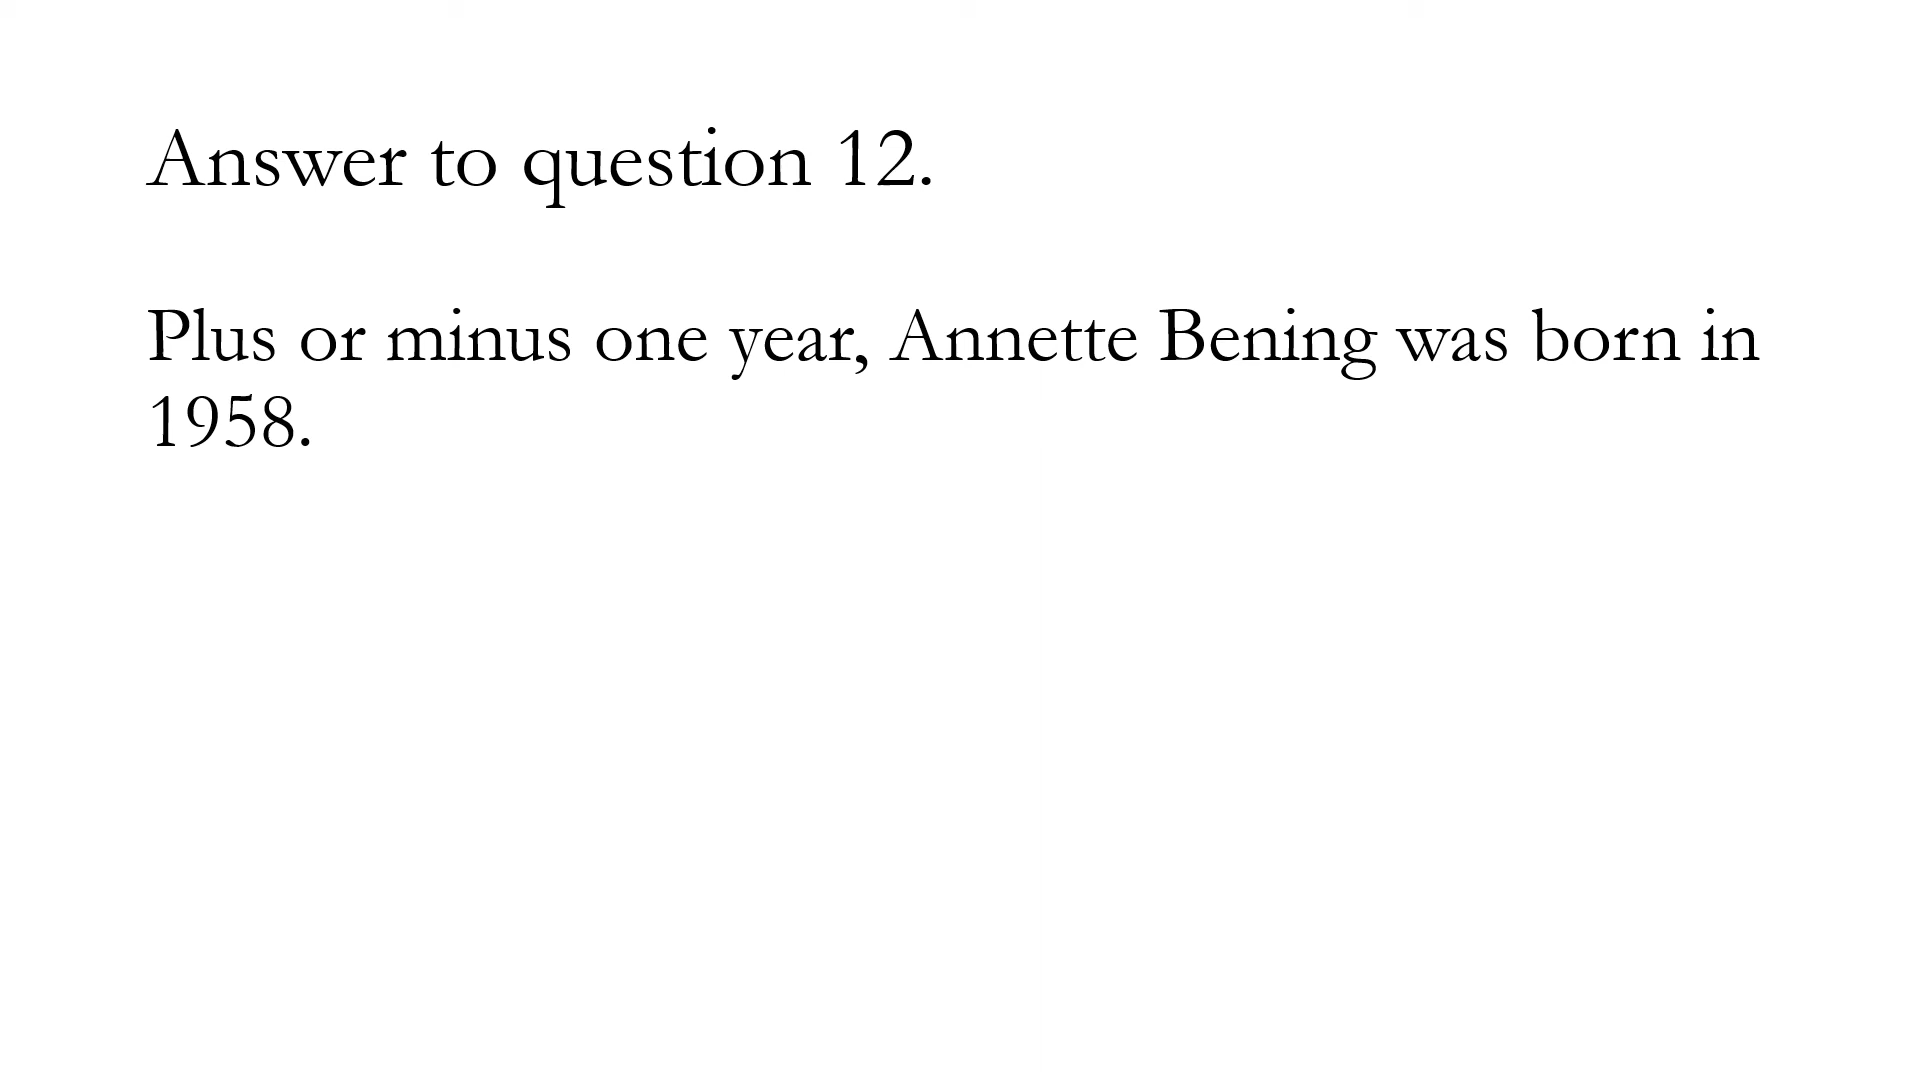 Answer to question 12.
Plus or minus one year, Annette Bening was born in
1958.